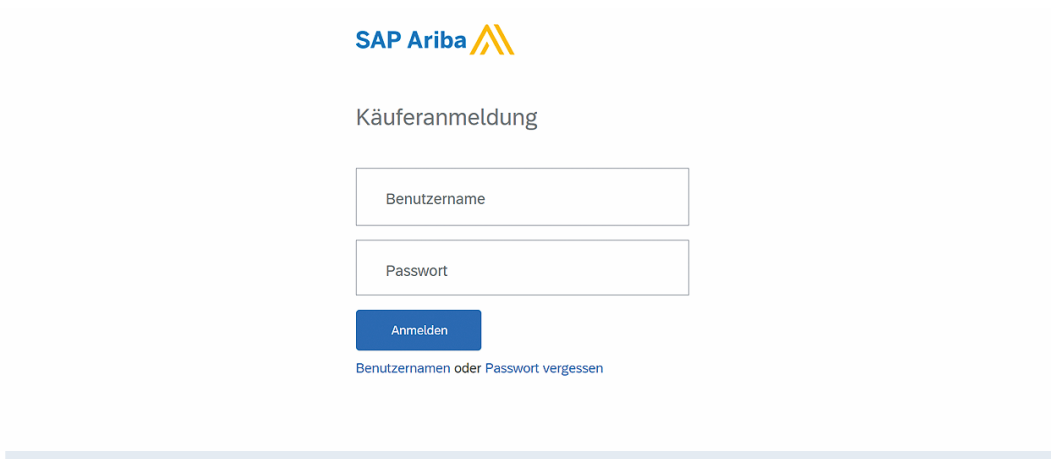 SAP Ariba
Käuferanmeldung
Benutzername
Passwort
Anmelden
Benutzernamen oder Passwort vergessen